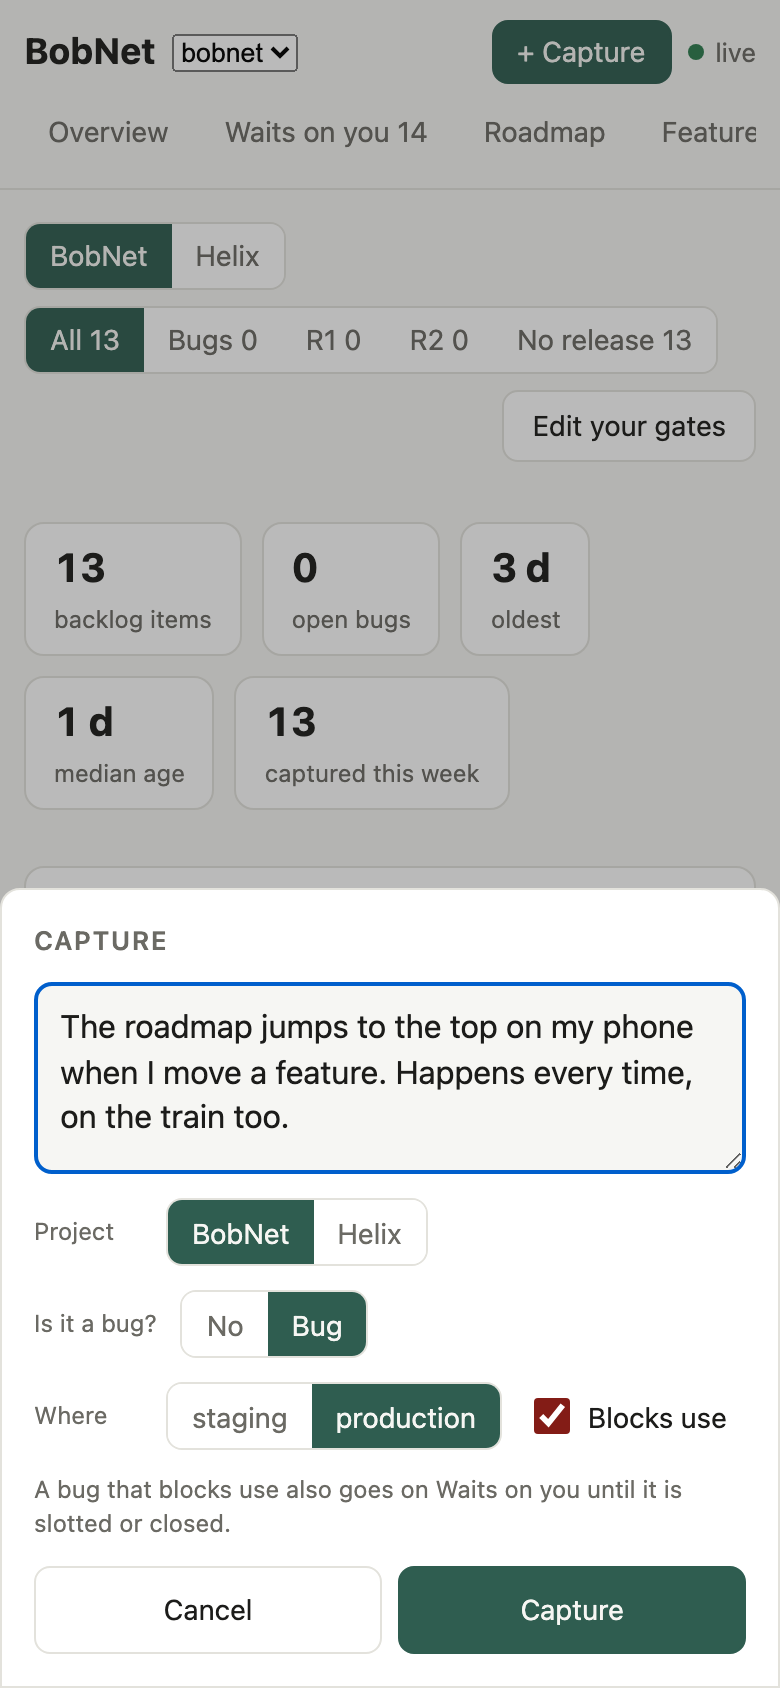 BobNet bobnet + Capture live
Overview Waits on you 14 Roadmap Feature
BobNet Helix
All 13 Bugs 0 R1 0 R2 0 No release 13
Edit your gates
13 0 3 d
backlog items open bugs oldest
1 d 13
median age captured this week
CAPTURE
The roadmap jumps to the top on my phone
when I move a feature. Happens every time,
on the train too.
Project BobNet Helix
Is it a bug? No Bug
Where staging production Blocks use
A bug that blocks use also goes on Waits on you until it is
slotted or closed.
Cancel Capture